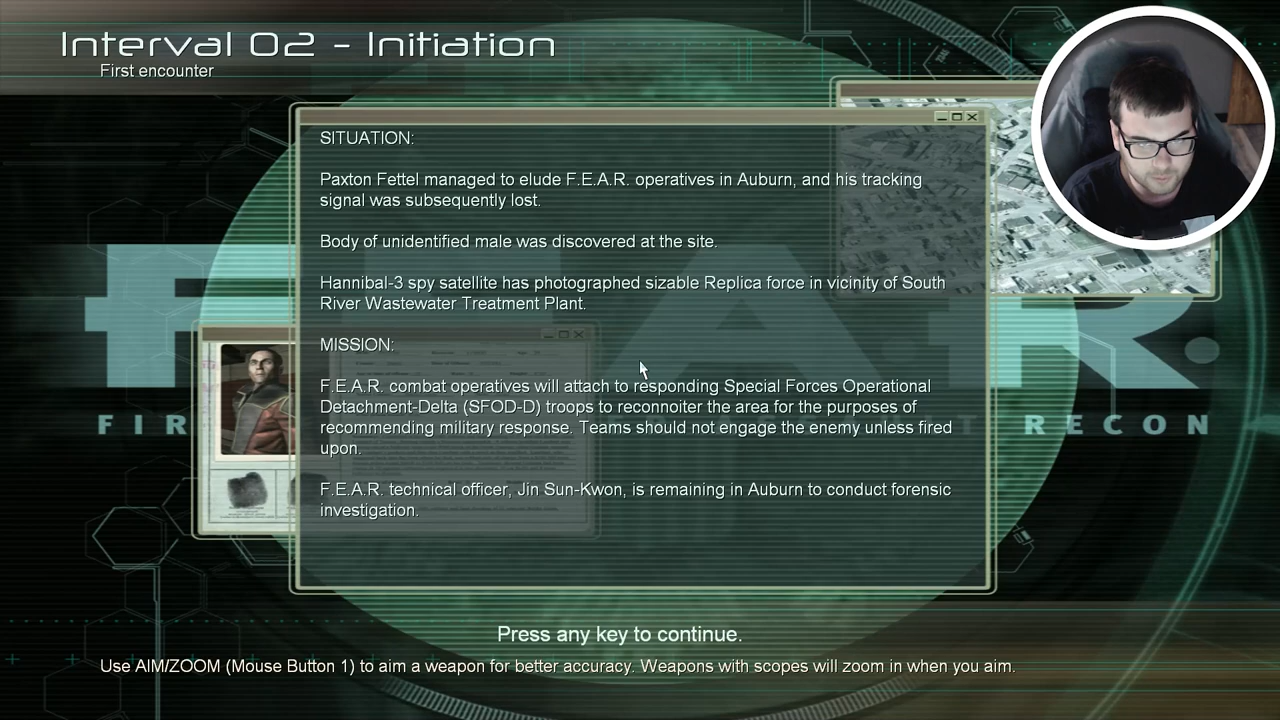 Interval 02 - Initiation
First encounter
SITUATION:
Paxton Fettel managed to elude F.E.A.R. operatives in Auburn, and his tracking
signal was subsequently lost.
Body of unidentified male was discovered at the site.
Hannibal-3 spy satellite has photographed sizable Replica force in vicinity of South
River Wastewater Treatment Plant.
MISSION:
F.E.A.R. combat operatives will attach to responding Special Forces Operational
Detachment-Delta (SFOD-D) troops to reconnoiter the area for the purposes of
recommending military response. Teams should not engage the enemy unless fired
upon.
F.E.A.R. technical officer, Jin Sun-Kwon, is remaining in Auburn to conduct forensic
investigation.
RECON
Press any key to continue.
Use AIM/ZOOM (Mouse Button 1) to aim a weapon for better accuracy. Weapons with scopes will zoom in when you aim.